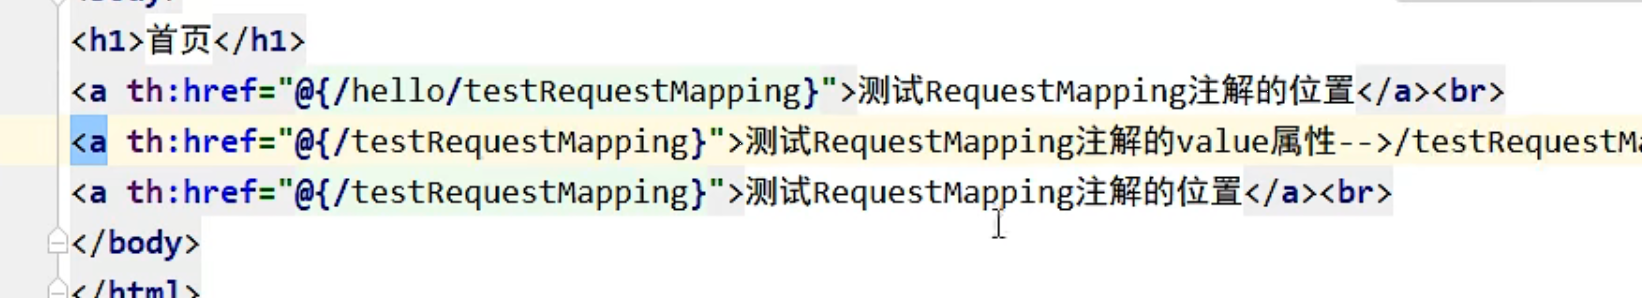 <body>
<h1>首页</h1>
<a th:href="@{/hello/testRequestMapping}">测试RequestMapping注解的位置</a><br>
<a th:href="@{/testRequestMapping}">测试RequestMapping注解的value属性-->/testRequestMa
<a th:href="@{/testRequestMapping}">测试RequestMapping注解的位置</a><br>
</body>
</html>